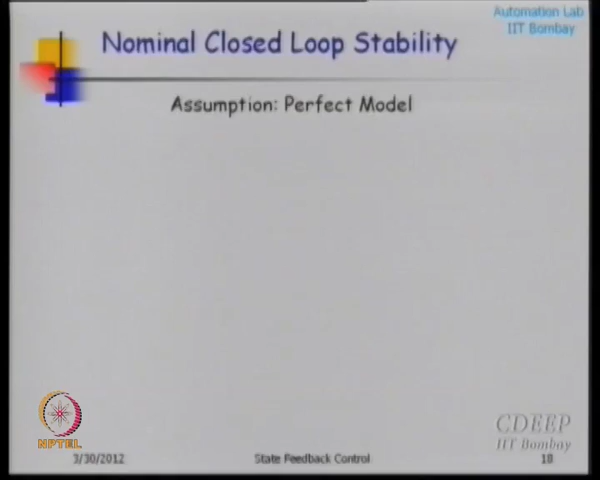 Automation Lab
IIT Bombay
Nominal Closed Loop Stability
Assumption: Perfect Model
NPTEL
CDEEP
IIT Bombay
3/30/2012
State Feedback Control
18